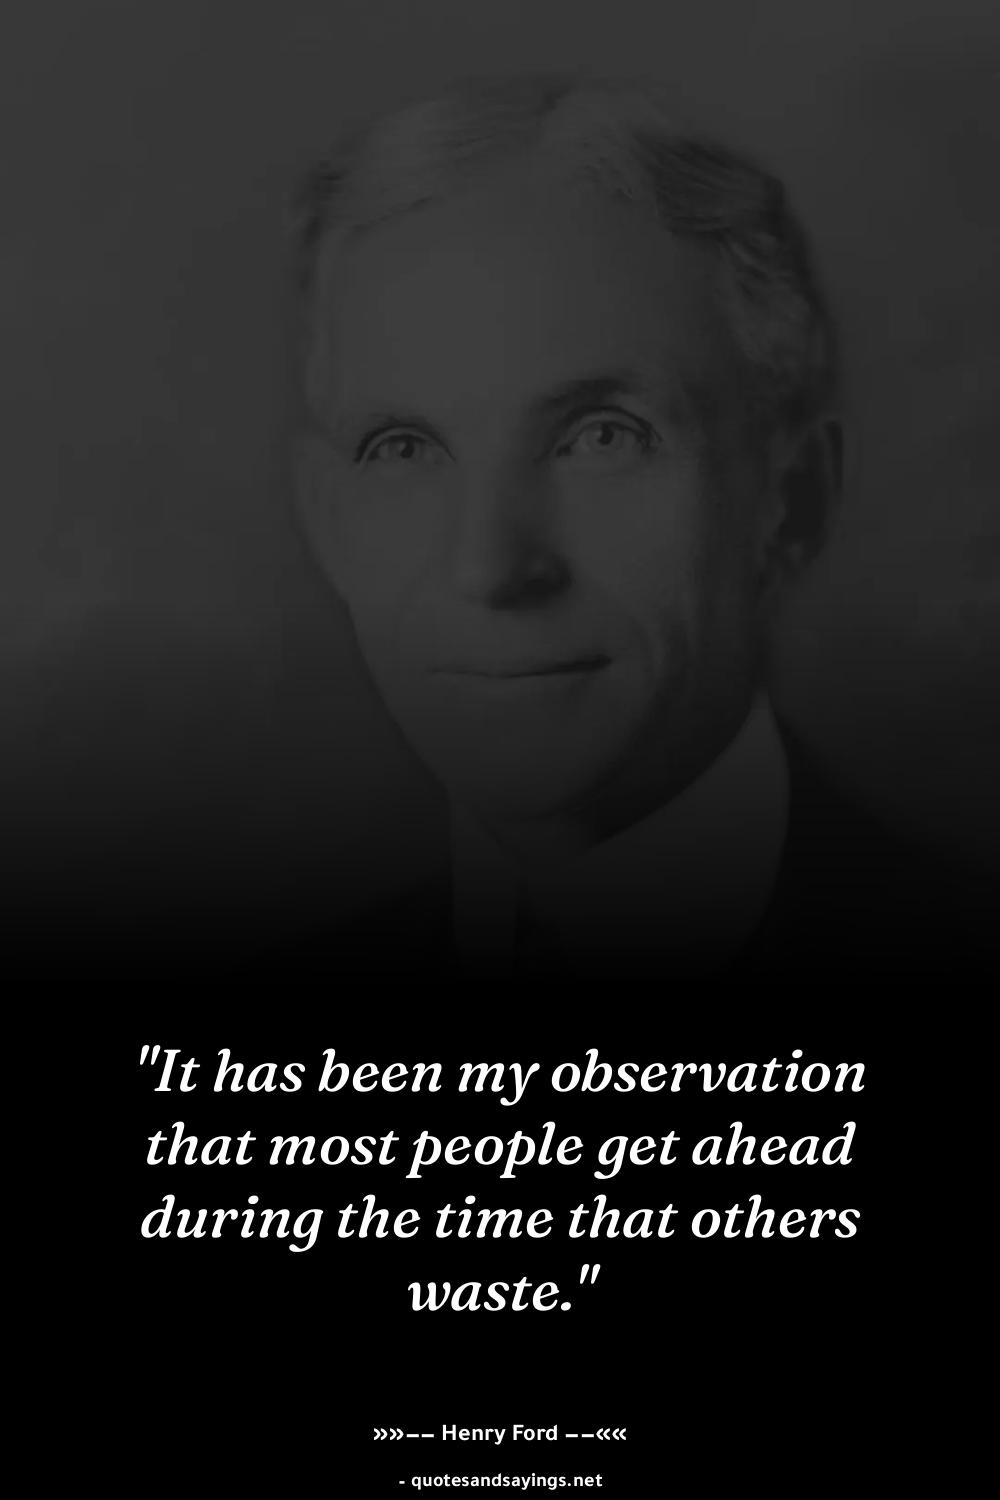 "It has been my observation
that most people get ahead
during the time that others
waste."
»»−− Henry Ford −−««
- quotesandsayings.net